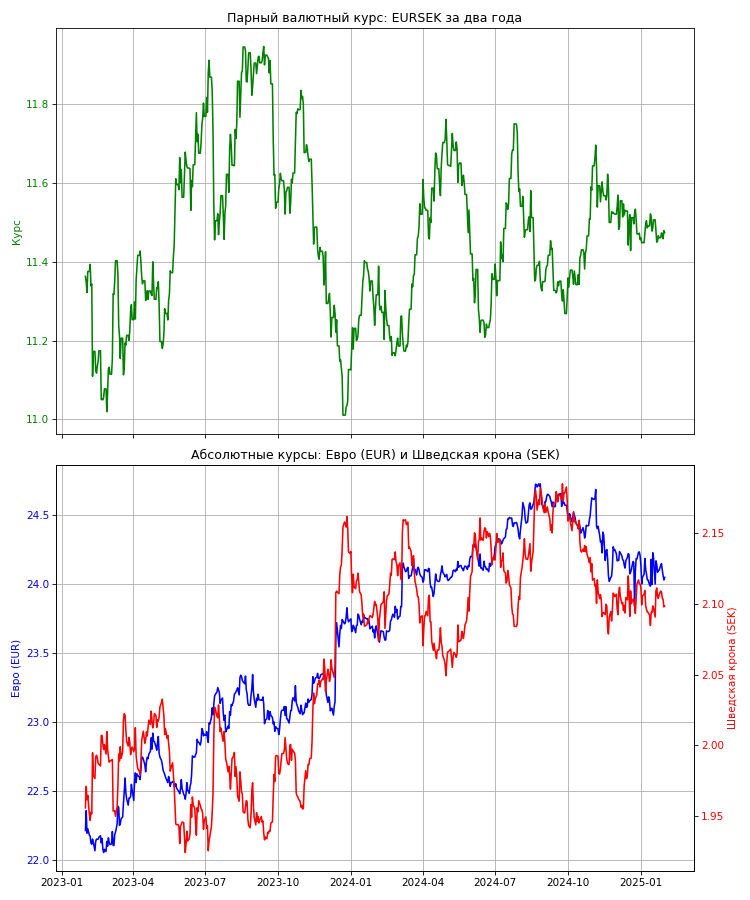 Парный валютный курс: EURSEK за два года
11.8
11.6
11.4
11.2
11.0
Курс
Абсолютные курсы: Евро (EUR) и Шведская крона (SEK)
24.5
24.0
23.5
23.0
22.5
22.0
Евро (EUR)
2.15
2.10
2.05
2.00
1.95
Шведская крона (SEK)
2023-01 2023-04 2023-07 2023-10 2024-01 2024-04 2024-07 2024-10 2025-01